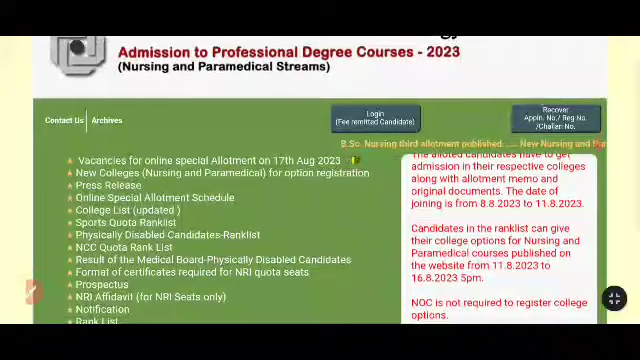 Admission to Professional Degree Courses - 2023
(Nursing and Paramedical Streams)
Contact Us
Archives
Login
(Fee remitted Candidate)
Recover
Appln. No./ Reg No.
/Challan No.
B.Sc. Nursing third allotment published...... New Nursing and
Vacancies for online special Allotment on 17th Aug 2023
New Colleges (Nursing and Paramedical) for option registration
Press Release
Online Special Allotment Schedule
College List (updated )
Sports Quota Ranklist
Physically Disabled Candidates-Ranklist
NCC Quota Rank List
Result of the Medical Board-Physically Disabled Candidates
Format of certificates required for NRI quota seats
Prospectus
NRI Affidavit (for NRI Seats only)
Notification
Rank List
The alloted candidates have to get
admission in their respective colleges
along with allotment memo and
original documents. The date of
joining is from 8.8.2023 to 11.8.2023.
Candidates in the ranklist can give
their college options for Nursing and
Paramedical courses published on
the website from 11.8.2023 to
16.8.2023 5pm.
NOC is not required to register college
options.